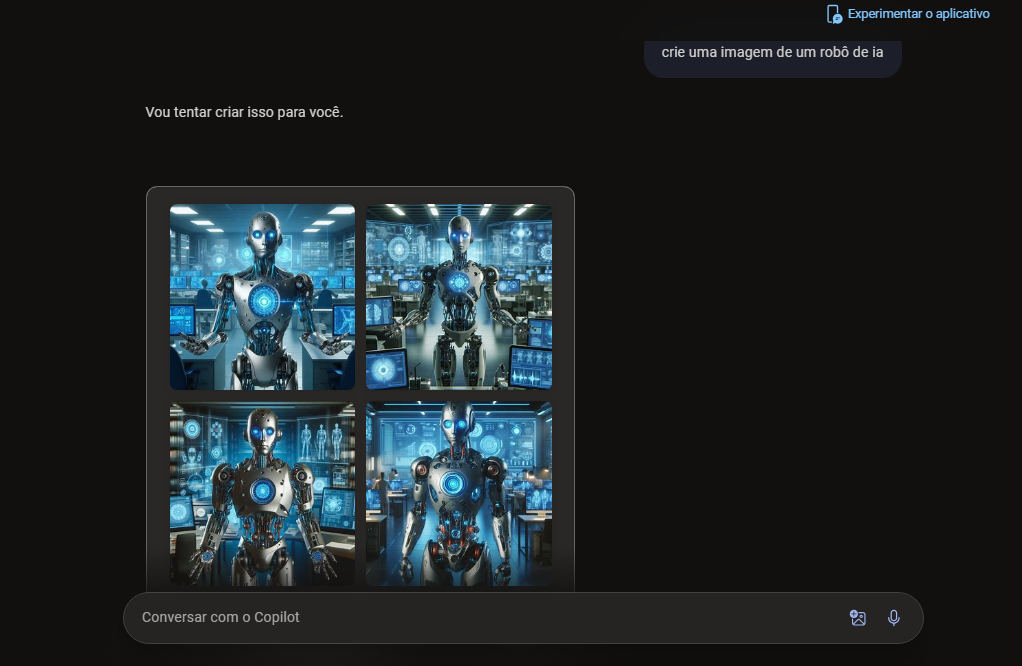 Experimentar o aplicativo
crie uma imagem de um robô de ia
Vou tentar criar isso para você.
Conversar com o Copilot